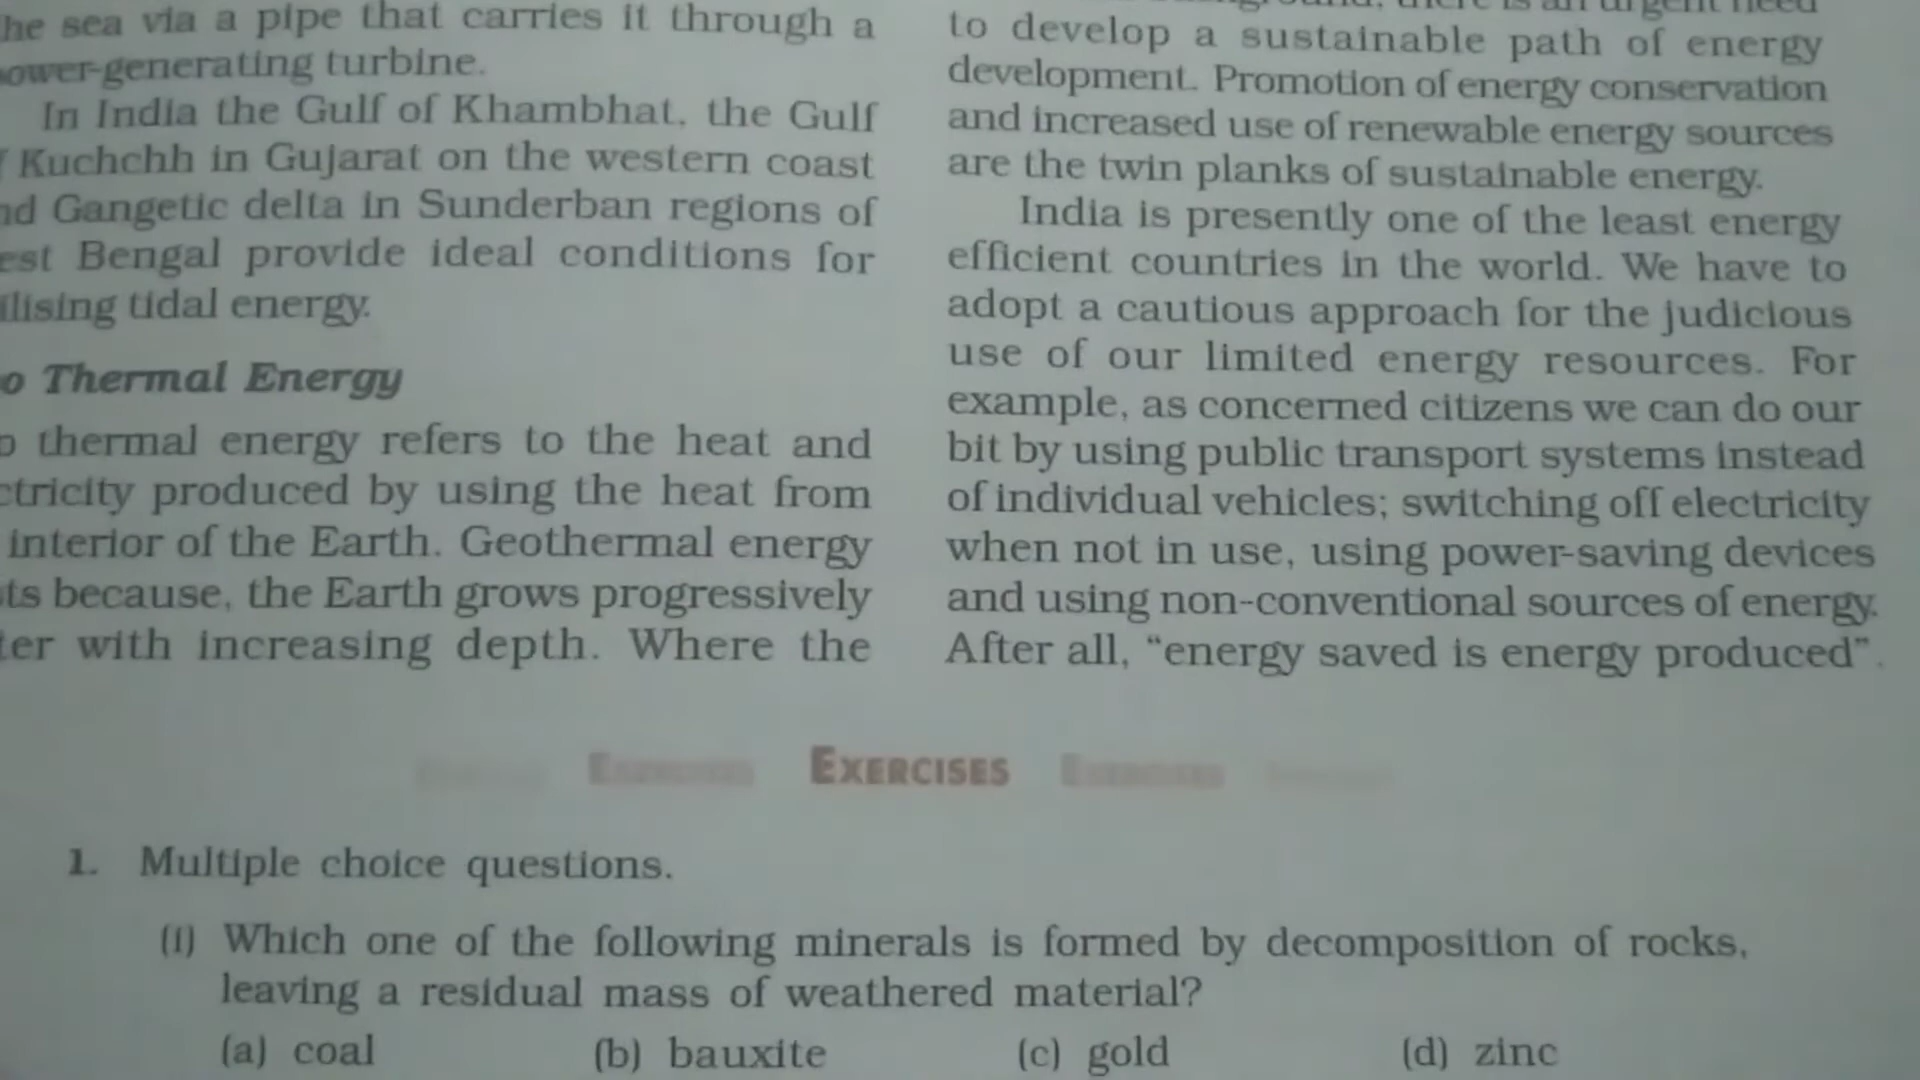 he sea via a pipe that carries it through a
ower-generating turbine.
In India the Gulf of Khambhat, the Gulf
Kuchchh in Gujarat on the western coast
nd Gangetic delta in Sunderban regions of
est Bengal provide ideal conditions for
ilising tidal energy.
o Thermal Energy
o thermal energy refers to the heat and
ctricity produced by using the heat from
interior of the Earth. Geothermal energy
ts because, the Earth grows progressively
ter with increasing depth. Where the
there is an urgent need
to develop a sustainable path of energy
development. Promotion of energy conservation
and increased use of renewable energy sources
are the twin planks of sustainable energy.
India is presently one of the least energy
efficient countries in the world. We have to
adopt a cautious approach for the judicious
use of our limited energy resources. For
example, as concerned citizens we can do our
bit by using public transport systems instead
of individual vehicles; switching off electricity
when not in use, using power-saving devices
and using non-conventional sources of energy.
After all, “energy saved is energy produced”.
EXERCISES
1. Multiple choice questions.
(i) Which one of the following minerals is formed by decomposition of rocks,
leaving a residual mass of weathered material?
(a) coal (b) bauxite (c) gold (d) zinc